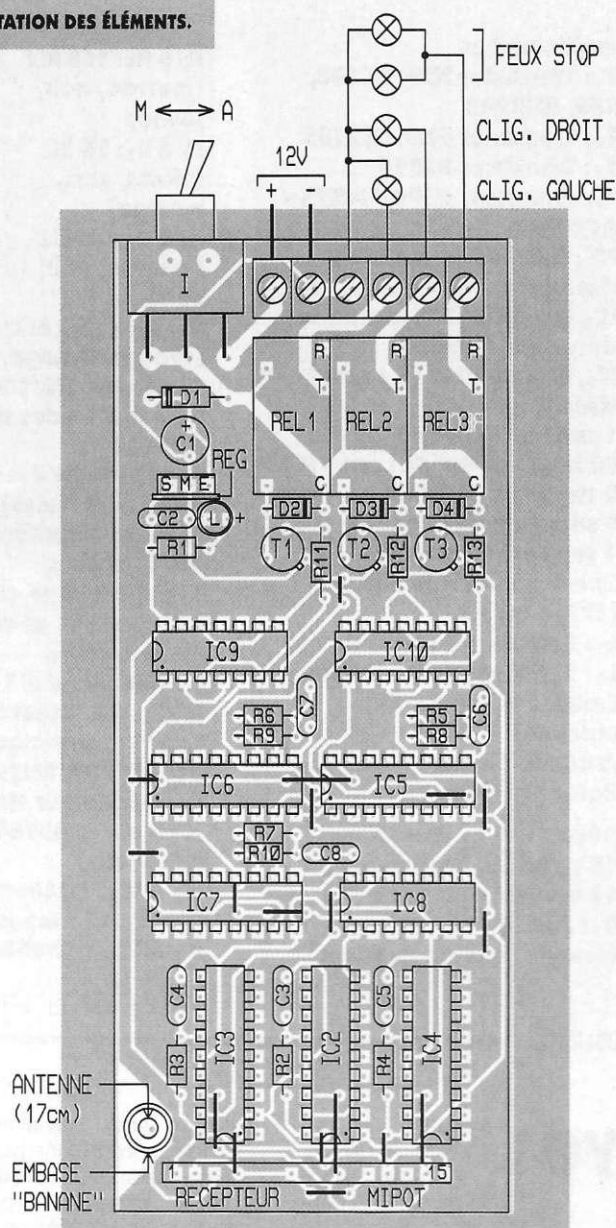 TATION DES ÉLÉMENTS.
FEUX STOP
M A
CLIG. DROIT
12V
+ -
CLIG. GAUCHE
I
R R R
T T T
D1
REL1 REL2 REL3
+
C1
REG
S M E
C C C
C2 L +
D2 D3 D4
R1
T1 R11 T2 R12 T3 R13
IC9 IC10
R6 C7 R5 C6
R9 R8
IC6 IC5
R7
R10 C8
IC7 IC8
C4 C3 C5
IC3 IC2 IC4
R3 R2 R4
ANTENNE
(17cm)
EMBASE
"BANANE"
1 15
RECEPTEUR MIPOT